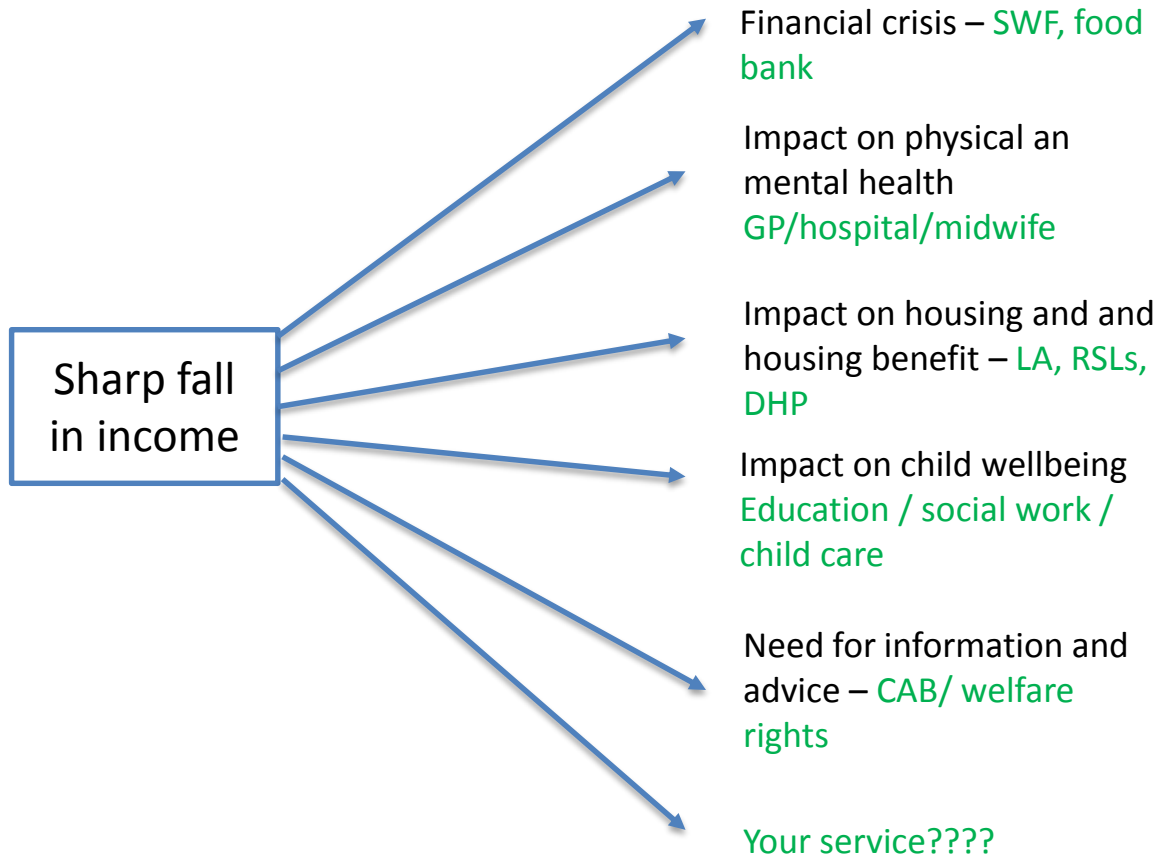 Financial crisis – SWF, food
bank
Impact on physical an
mental health
GP/hospital/midwife
Sharp fall
in income
Impact on housing and and
housing benefit – LA, RSLs,
DHP
Impact on child wellbeing
Education / social work /
child care
Need for information and
advice – CAB/ welfare
rights
Your service????